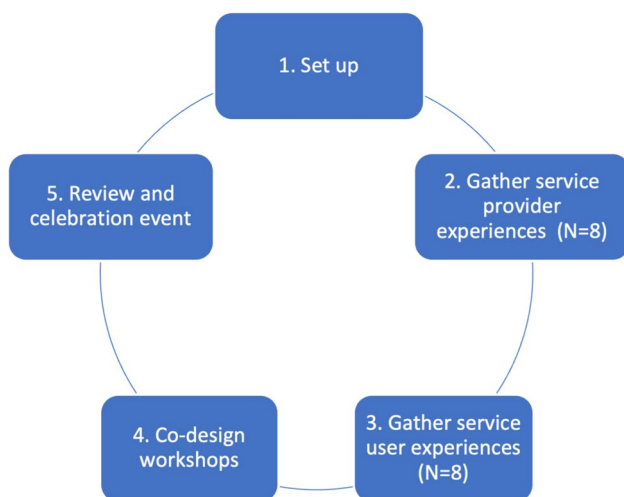 1. Set up
2. Gather service
provider
experiences (N=8)
3. Gather service
user experiences
(N=8)
4. Co-design
workshops
5. Review and
celebration event